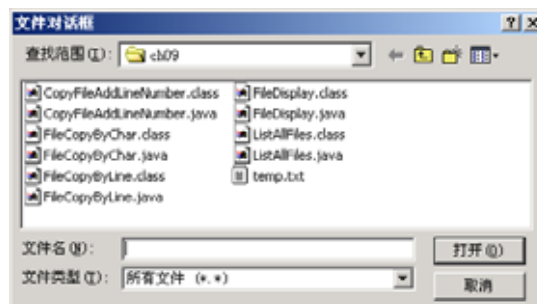 文件对话框
查找范围(I): ch09
CopyFileAddLineNumber.class
CopyFileAddLineNumber.java
FileCopyByChar.class
FileCopyByChar.java
FileCopyByLine.class
FileCopyByLine.java
FileDisplay.class
FileDisplay.java
ListAllFiles.class
ListAllFiles.java
temp.txt
文件名(N): 打开(O)
文件类型(T): 所有文件 (*.*) 取消